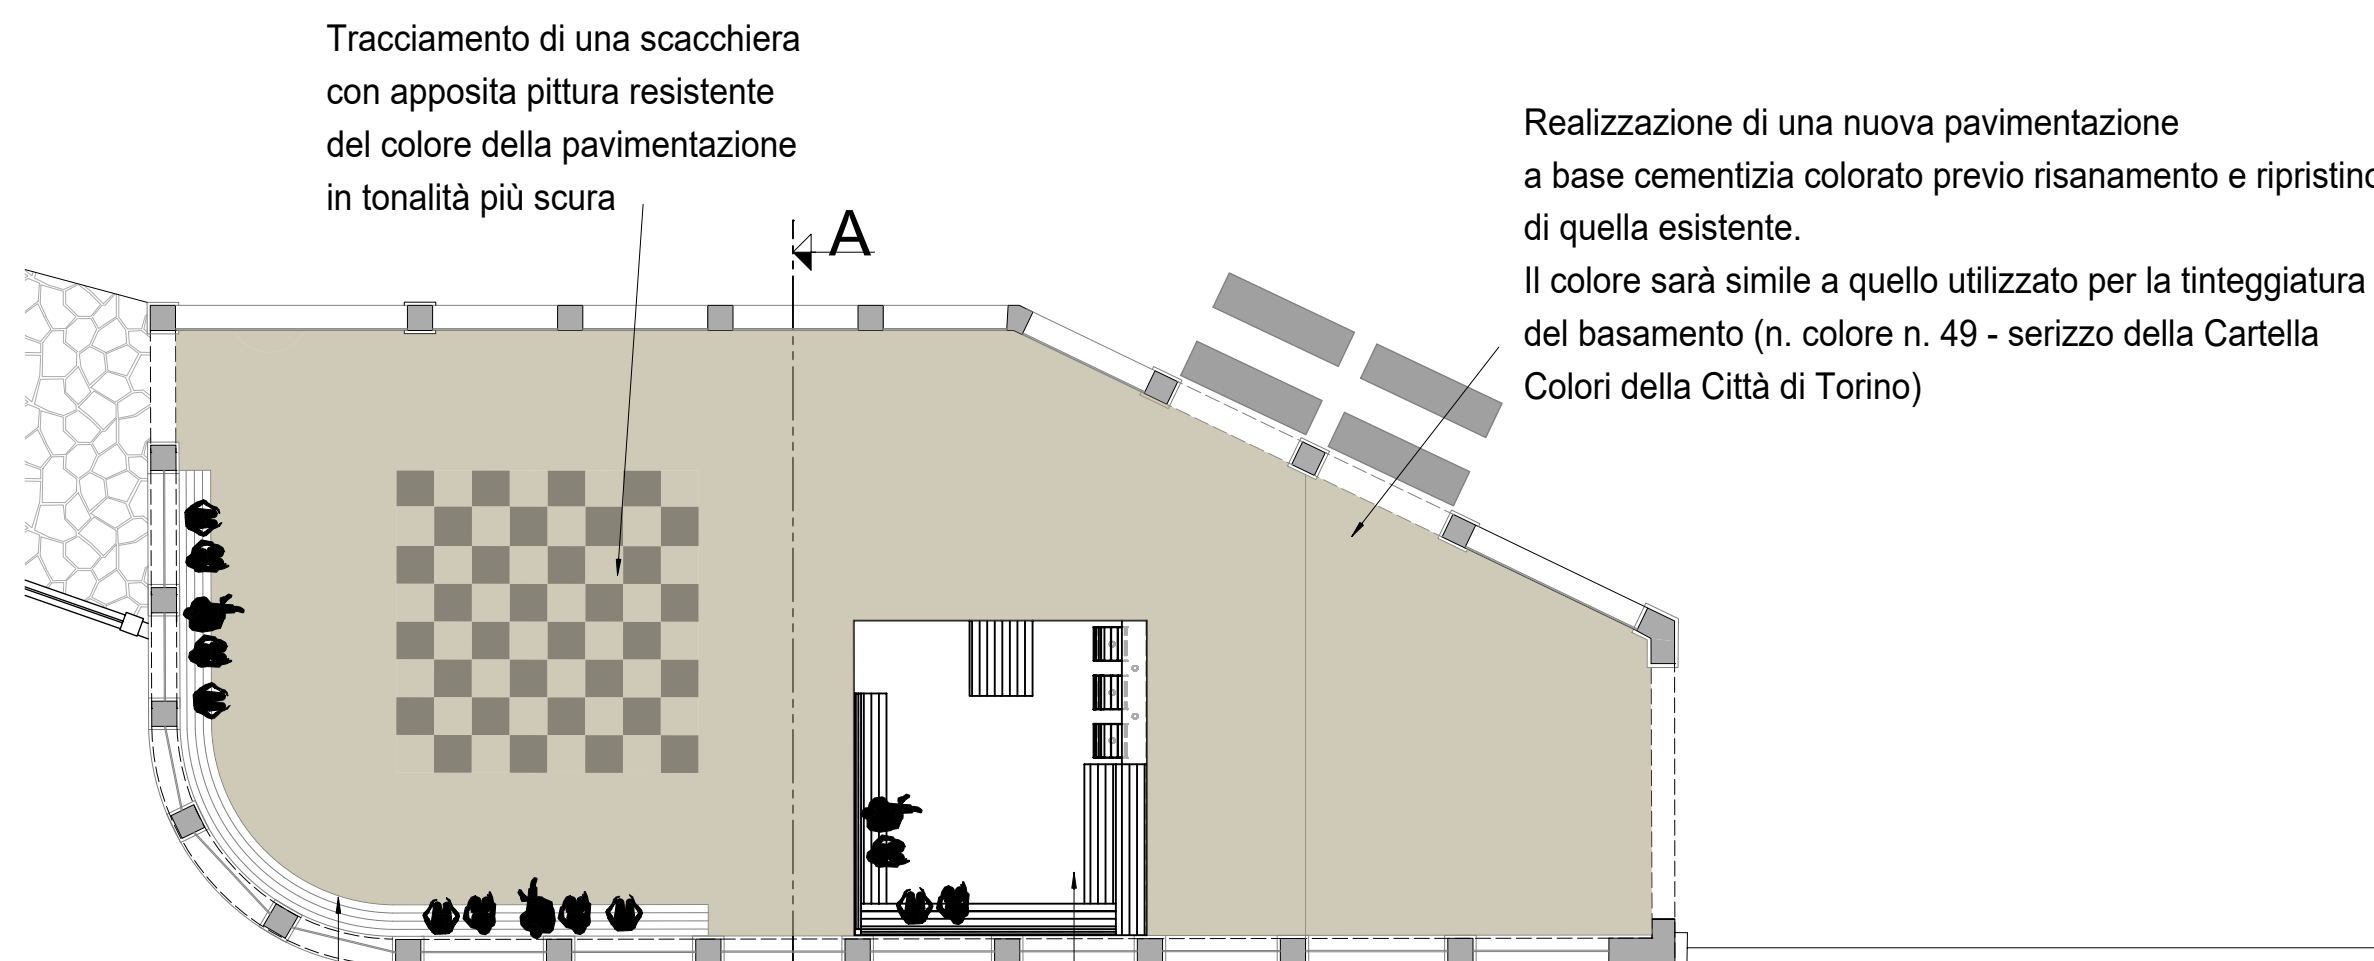 Tracciamento di una scacchiera
con apposita pittura resistente
del colore della pavimentazione
in tonalità più scura
A
Realizzazione di una nuova pavimentazione
a base cementizia colorato previo risanamento e ripristino
di quella esistente.
Il colore sarà simile a quello utilizzato per la tinteggiatura
del basamento (n. colore n. 49 - serizzo della Cartella
Colori della Città di Torino)